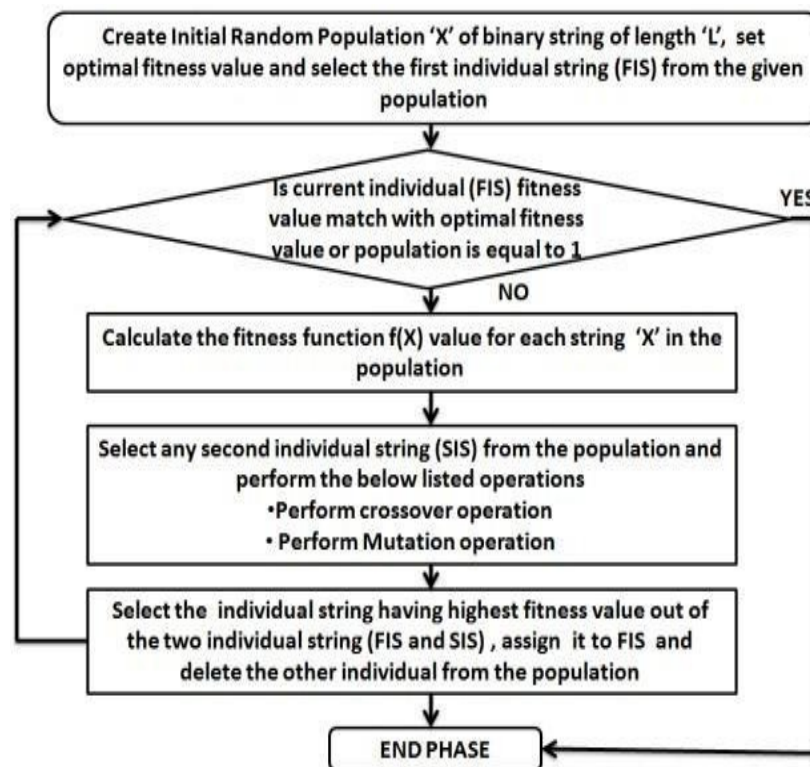 Create Initial Random Population ‘X’ of binary string of length ‘L’, set
optimal fitness value and select the first individual string (FIS) from the given
population
Is current individual (FIS) fitness
value match with optimal fitness
value or population is equal to 1
YES
NO
Calculate the fitness function f(X) value for each string ‘X’ in the
population
Select any second individual string (SIS) from the population and
perform the below listed operations
•Perform crossover operation
• Perform Mutation operation
Select the individual string having highest fitness value out of
the two individual string (FIS and SIS) , assign it to FIS and
delete the other individual from the population
END PHASE